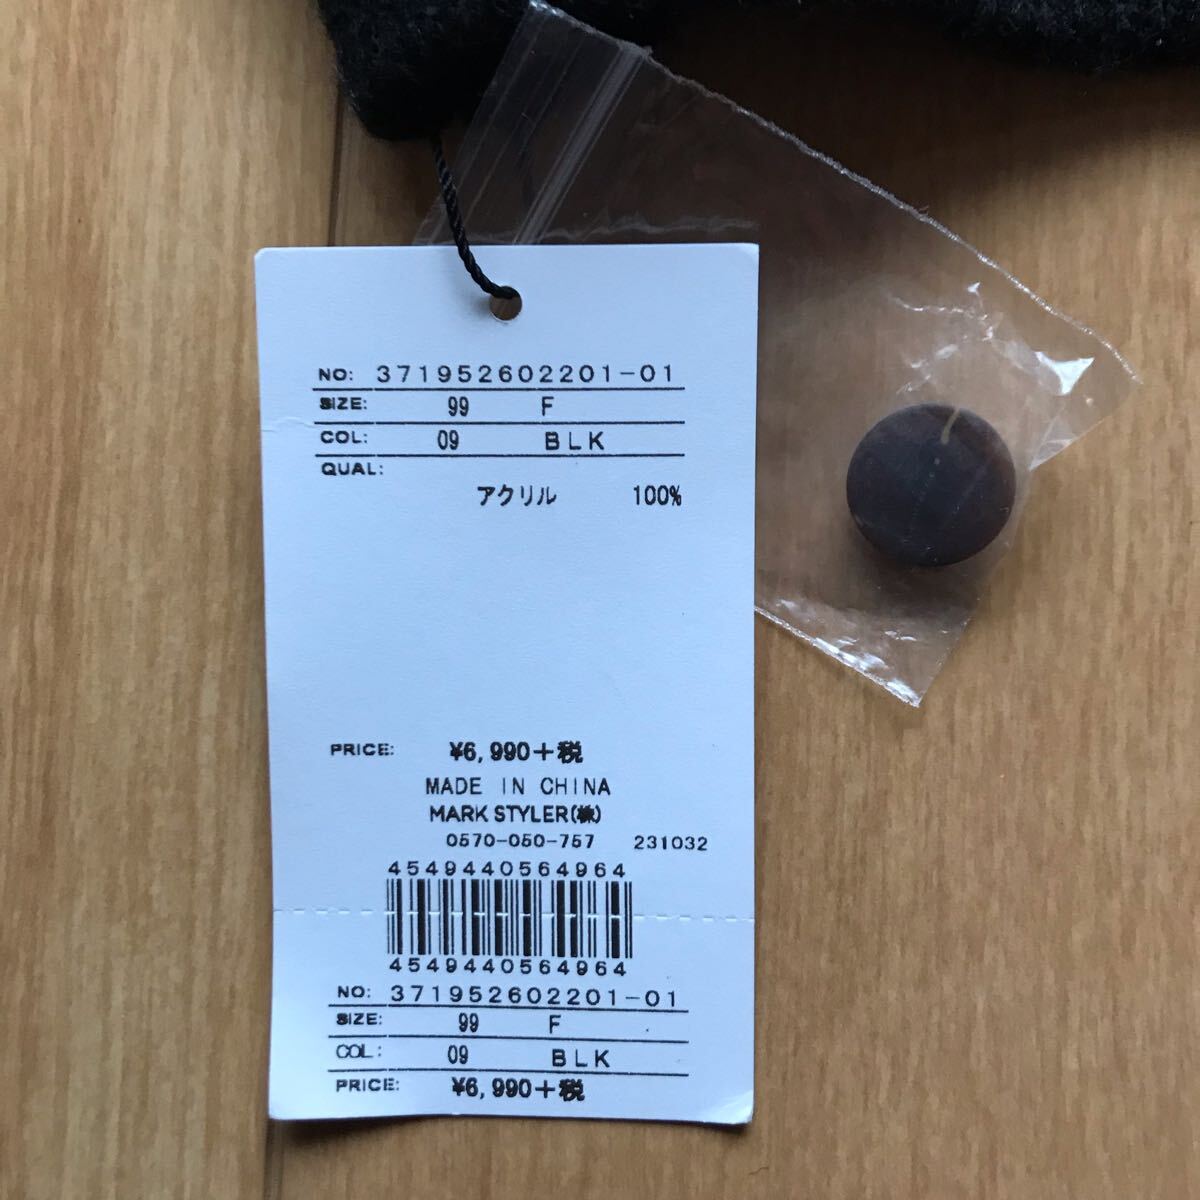 NO: 371952602201-01
SIZE: 99 F
COL: 09 BLK
QUAL:
アクリル 100%
PRICE: ¥6,990+税
MADE IN CHINA
MARK STYLER(株)
0570-050-757 231032
4549440564964
4549440564964
NO: 371952602201-01
SIZE: 99 F
COL: 09 BLK
PRICE: ¥6,990+税